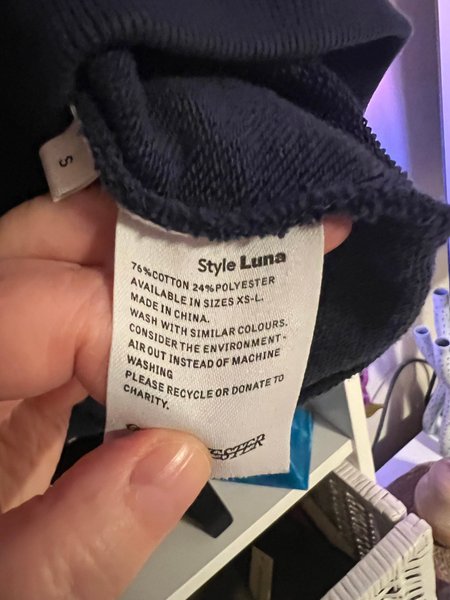 S
Style Luna
76%COTTON 24%POLYESTER
AVAILABLE IN SIZES XS-L.
MADE IN CHINA.
WASH WITH SIMILAR COLOURS.
CONSIDER THE ENVIRONMENT-
AIR OUT INSTEAD OF MACHINE
WASHING
PLEASE RECYCLE OR DONATE TO
CHARITY.